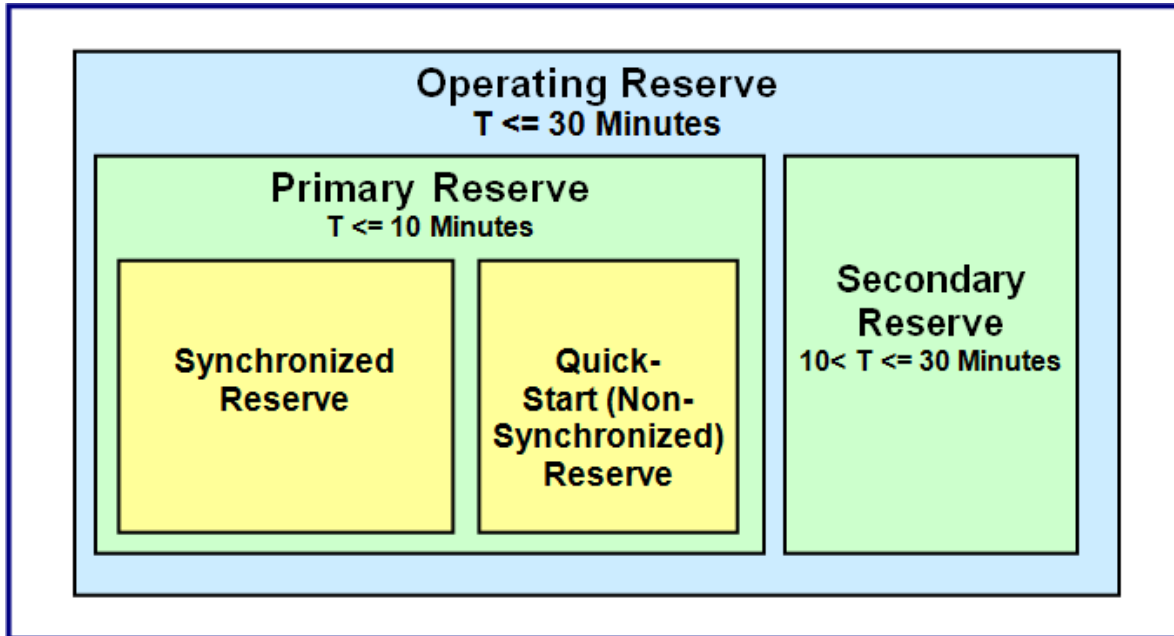 Operating Reserve
T <= 30 Minutes
Primary Reserve
T <= 10 Minutes
Synchronized
Reserve
Quick-
Start (Non-
Synchronized)
Reserve
Secondary
Reserve
10< T <= 30 Minutes